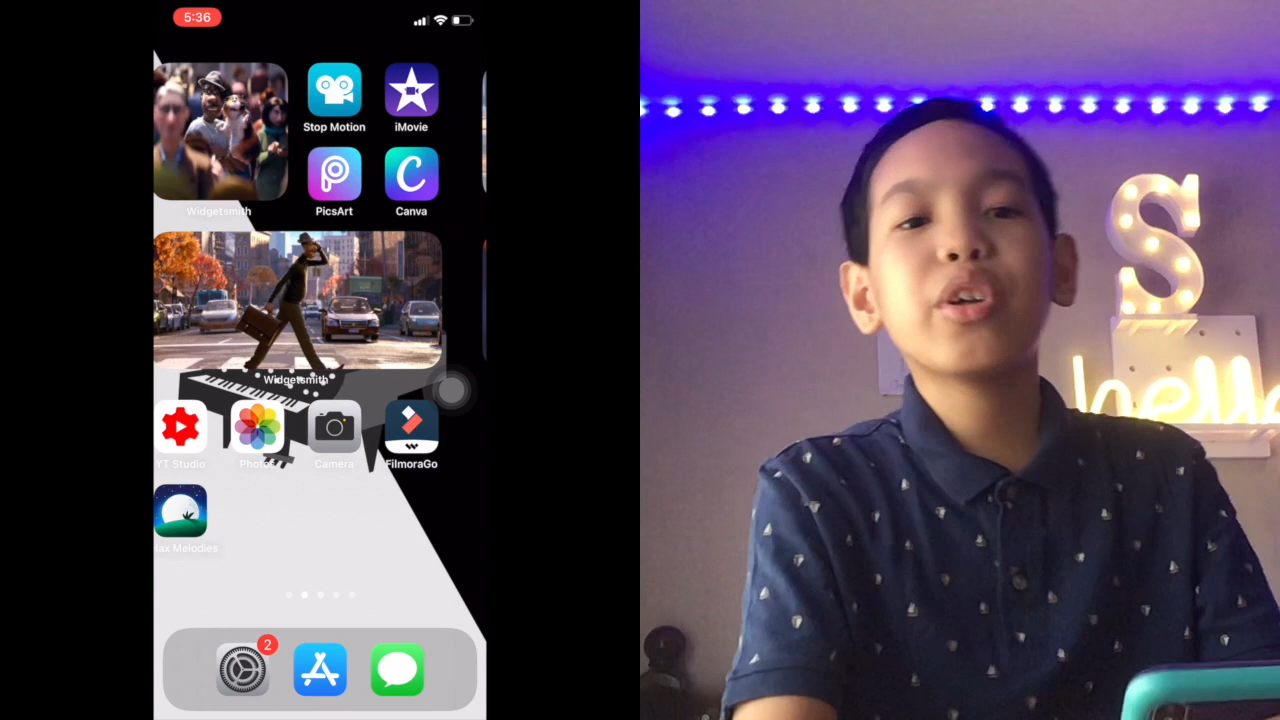 5:36
Stop Motion
iMovie
Widgetsmith
PicsArt
Canva
Widgetsmith
YT Studio
Photos
Camera
FilmoraGo
lax Melodies
2
S
hello